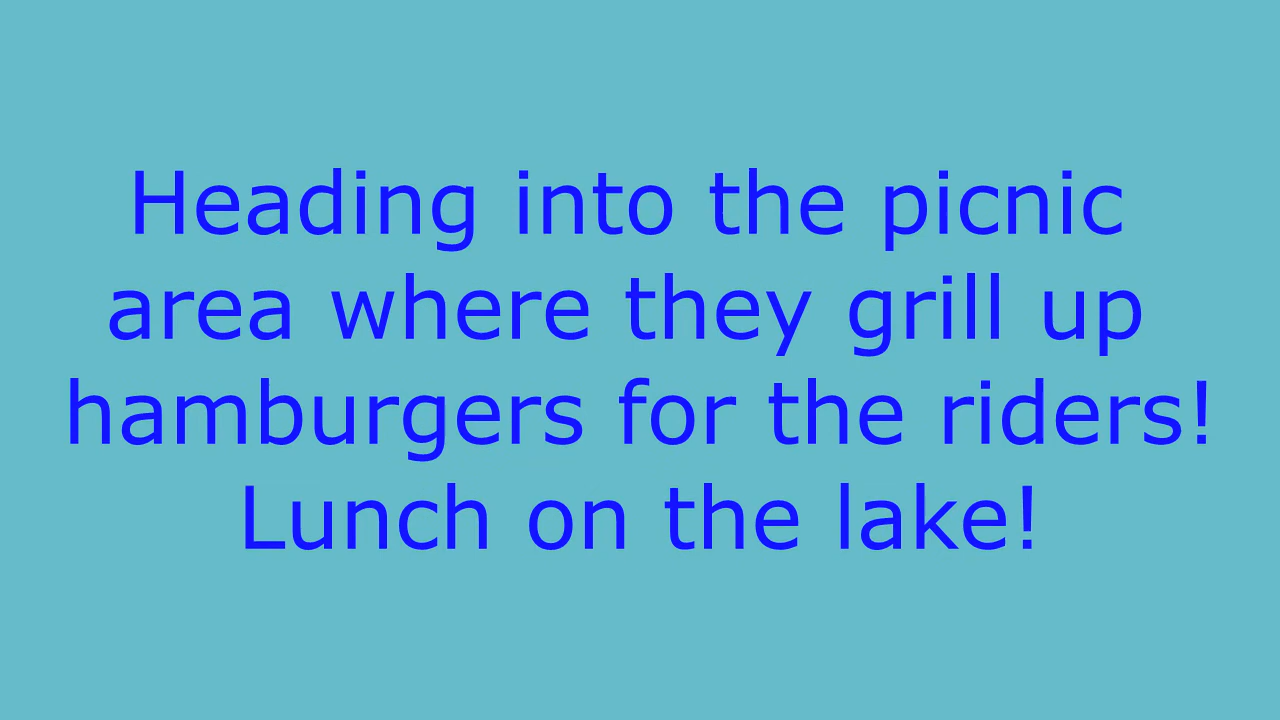 Heading into the picnic
area where they grill up
hamburgers for the riders!
Lunch on the lake!